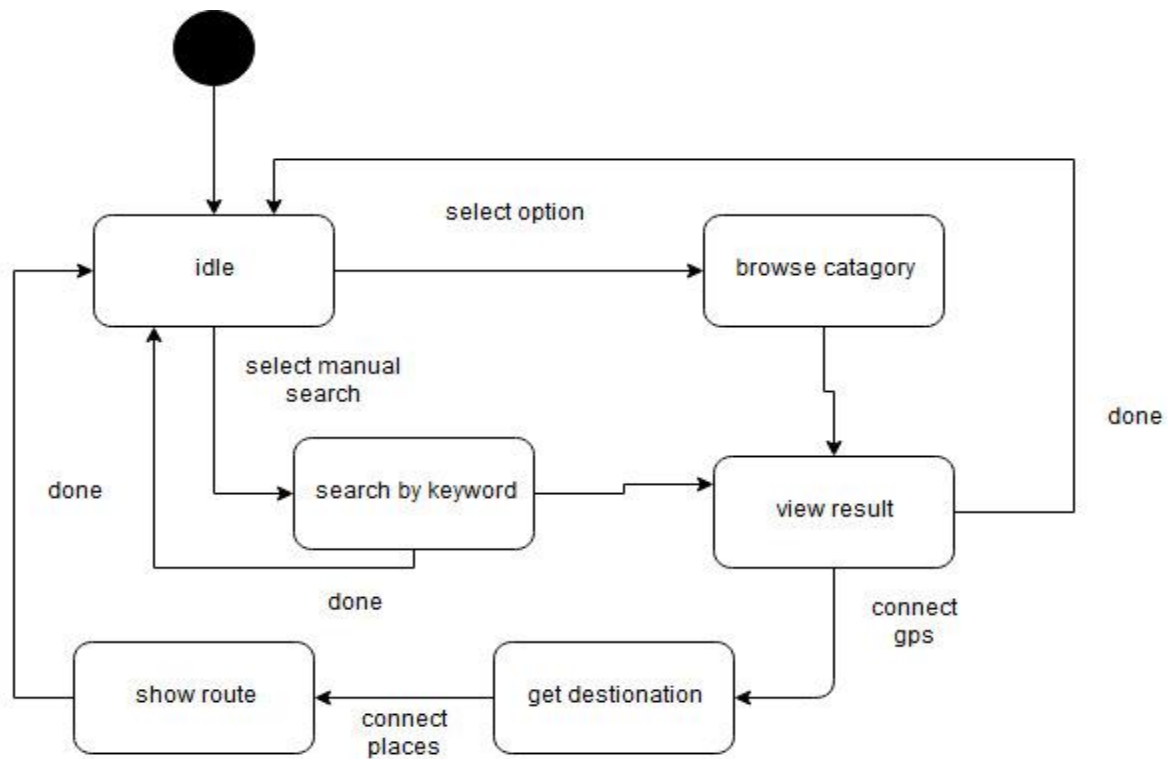 select option
idle
browse catagory
select manual
search
done
search by keyword
done
view result
done
connect
gps
show route
get destionation
connect
places